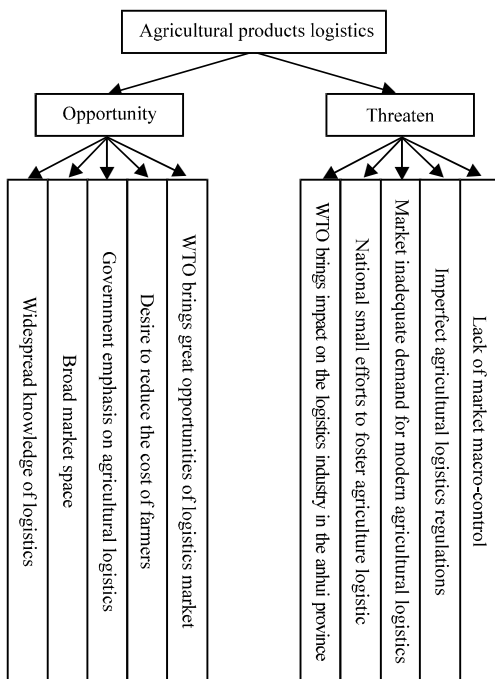 Agricultural products logistics
Opportunity
Threaten
Widespread knowledge of logistics
Broad market space
Government emphasis on agricultural logistics
Desire to reduce the cost of farmers
WTO brings great opportunities of logistics market
WTO brings impact on the logistics industry in the anhui province
National small efforts to foster agriculture logistic
Market inadequate demand for modern agricultural logistics
Imperfect agricultural logistics regulations
Lack of market macro-control